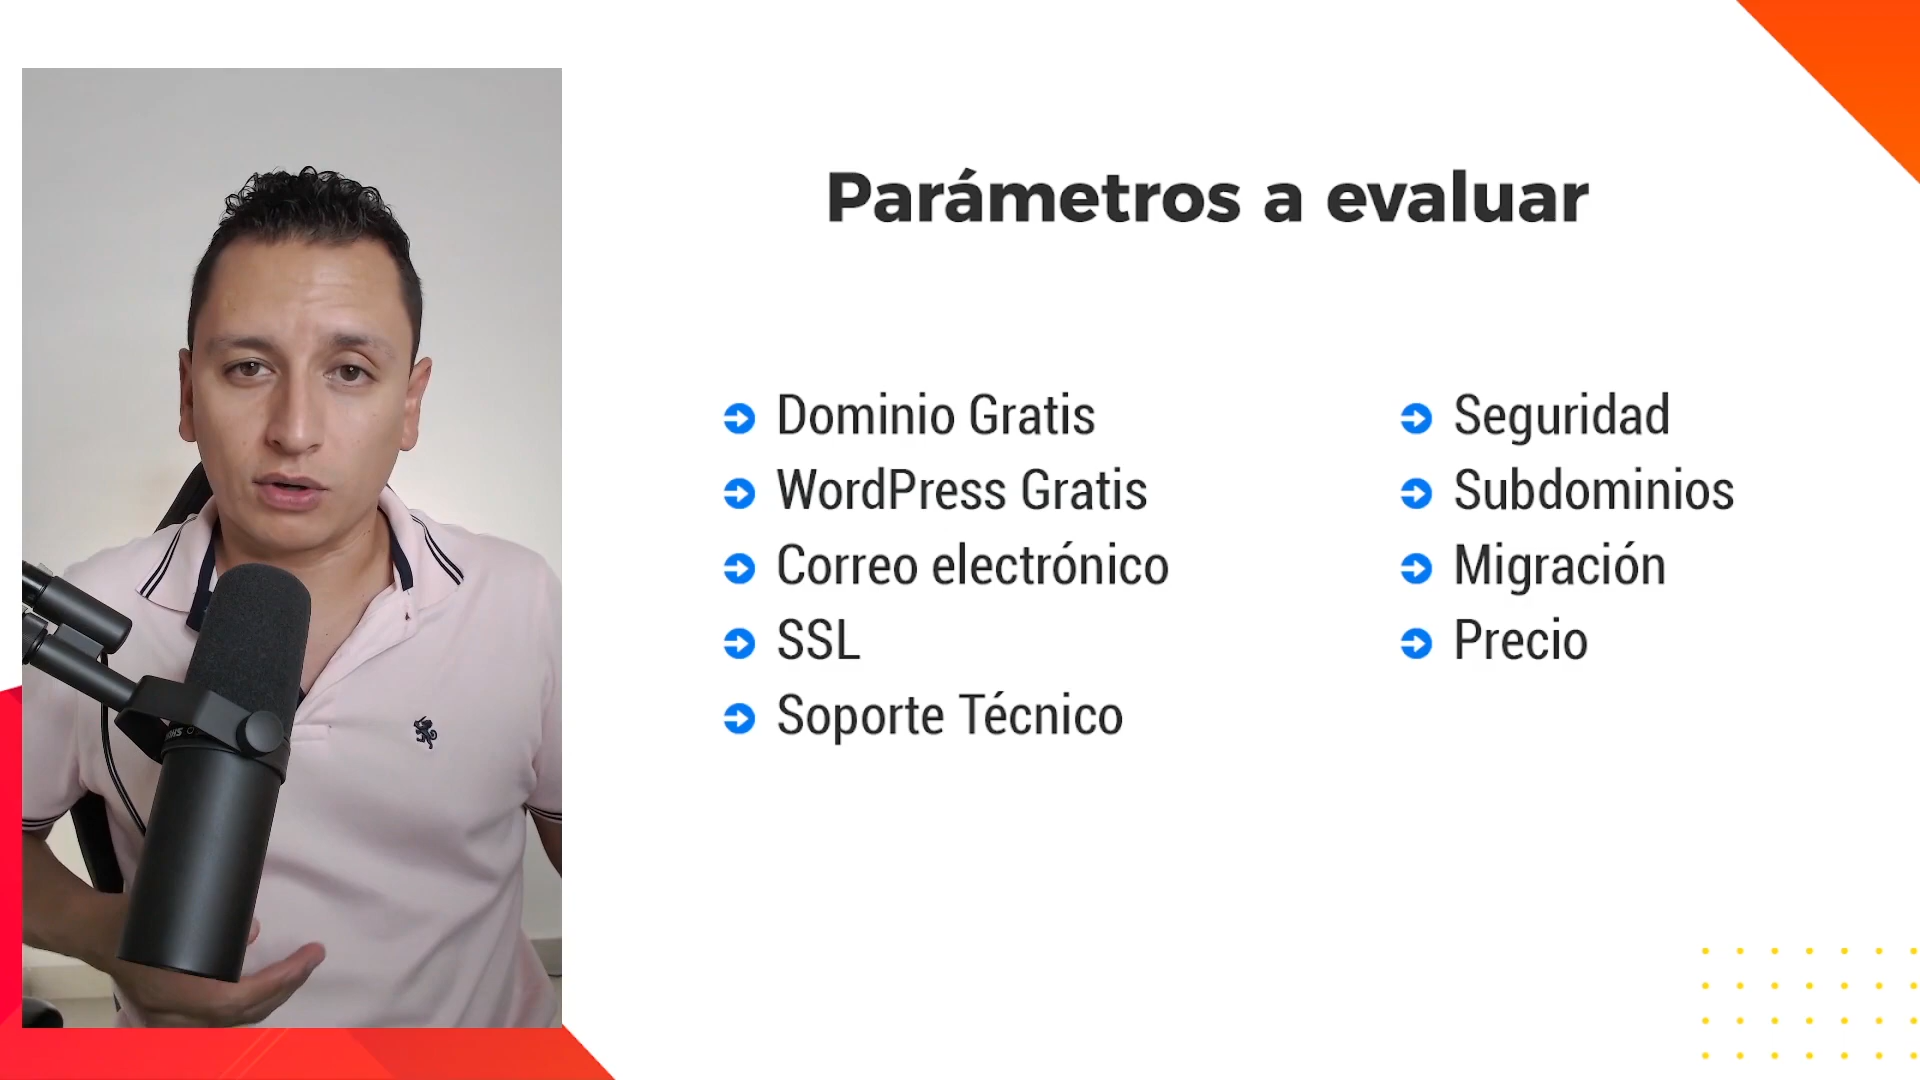 Parámetros a evaluar
Dominio Gratis
WordPress Gratis
Correo electrónico
SSL
Soporte Técnico
Seguridad
Subdominios
Migración
Precio